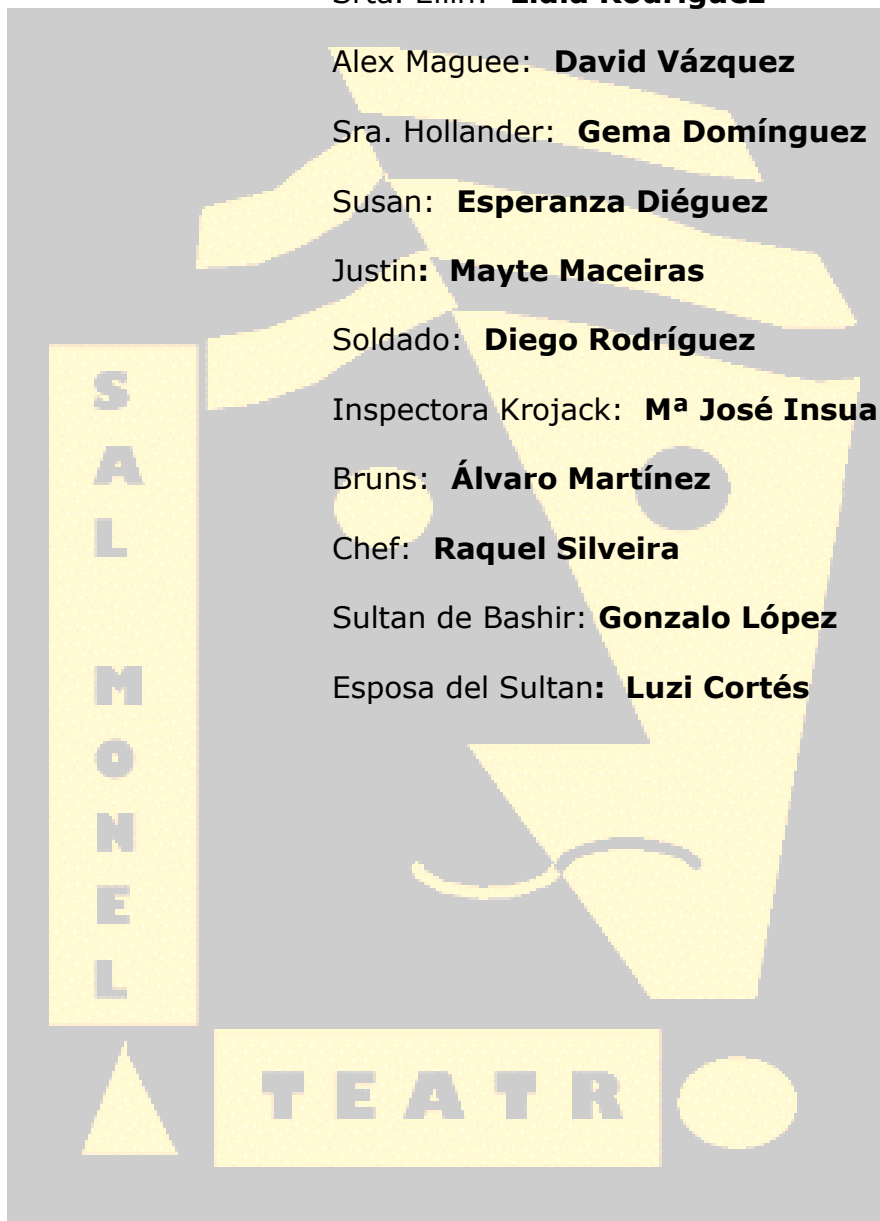 Alex Maguee: David Vázquez
Sra. Hollander: Gema Domínguez
Susan: Esperanza Diéguez
Justin: Mayte Maceiras
Soldado: Diego Rodríguez
Inspectora Krojack: Mª José Insua
Bruns: Álvaro Martínez
Chef: Raquel Silveira
Sultan de Bashir: Gonzalo López
Esposa del Sultan: Luzi Cortés
SAL MONEL
TEATR